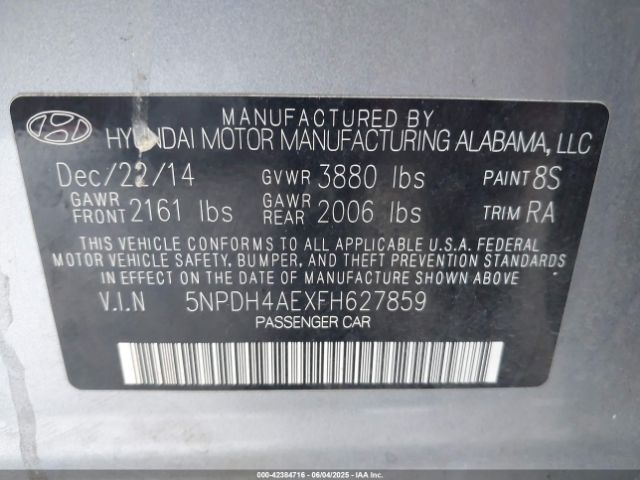 MANUFACTURED BY
HYUNDAI MOTOR MANUFACTURING ALABAMA, LLC
Dec/22/14 GVWR 3880 lbs PAINT 8S
GAWR FRONT 2161 lbs GAWR REAR 2006 lbs TRIM RA
THIS VEHICLE CONFORMS TO ALL APPLICABLE U.S.A. FEDERAL
MOTOR VEHICLE SAFETY, BUMPER, AND THEFT PREVENTION STANDARDS
IN EFFECT ON THE DATE OF MANUFACTURE SHOWN ABOVE.
V.I.N 5NPDH4AEXFH627859
PASSENGER CAR
000-42384716 - 06/04/2025 - IAAI.COM